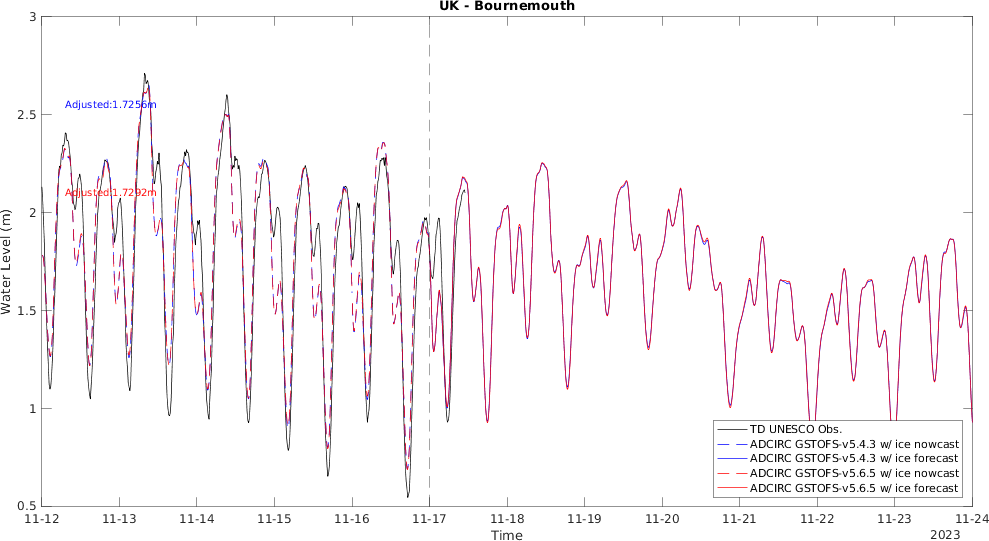 UK - Bournemouth
3
2.5
2
1.5
1
0.5
Water Level (m)
Adjusted:1.7256m
Adjusted:1.7292m
TD UNESCO Obs.
ADCIRC GSTOFS-v5.4.3 w/ ice nowcast
ADCIRC GSTOFS-v5.4.3 w/ ice forecast
ADCIRC GSTOFS-v5.6.5 w/ ice nowcast
ADCIRC GSTOFS-v5.6.5 w/ ice forecast
11-12 11-13 11-14 11-15 11-16 11-17 11-18 11-19 11-20 11-21 11-22 11-23 11-24
Time
2023